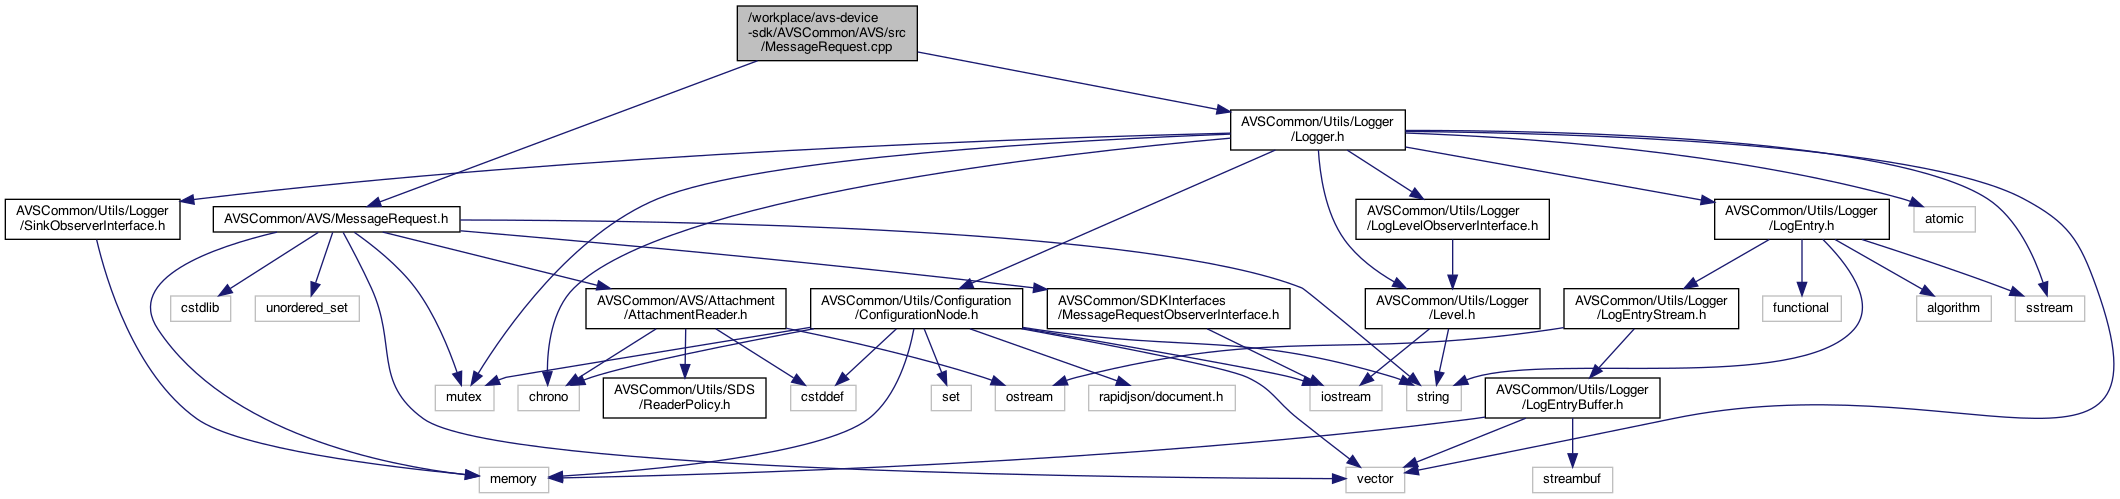 /workplace/avs-device
-sdk/AVSCommon/AVS/src
/MessageRequest.cpp
AVSCommon/Utils/Logger
/Logger.h
AVSCommon/Utils/Logger
/SinkObserverInterface.h
AVSCommon/AVS/MessageRequest.h
AVSCommon/Utils/Logger
/LogLevelObserverInterface.h
AVSCommon/Utils/Logger
/LogEntry.h
atomic
cstdlib
unordered_set
AVSCommon/AVS/Attachment
/AttachmentReader.h
AVSCommon/Utils/Configuration
/ConfigurationNode.h
AVSCommon/SDKInterfaces
/MessageRequestObserverInterface.h
AVSCommon/Utils/Logger
/Level.h
AVSCommon/Utils/Logger
/LogEntryStream.h
functional
algorithm
sstream
mutex
chrono
AVSCommon/Utils/SDS
/ReaderPolicy.h
cstddef
set
ostream
rapidjson/document.h
iostream
string
AVSCommon/Utils/Logger
/LogEntryBuffer.h
memory
vector
streambuf